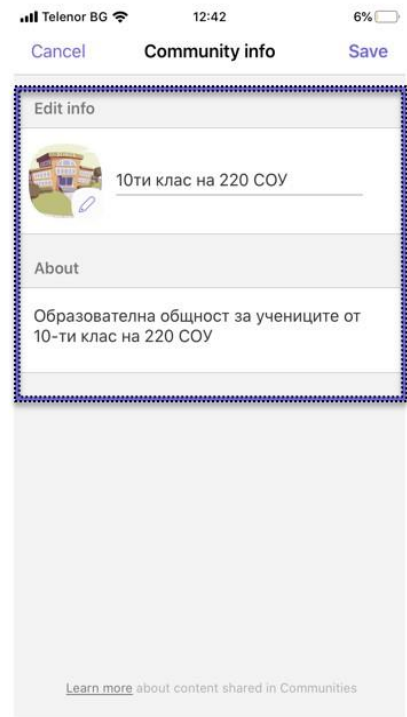 Telenor BG 12:42 6%
Cancel Community info Save
Edit info
10ти клас на 220 СОУ
About
Образователна общност за учениците от
10-ти клас на 220 СОУ
Learn more about content shared in Communities